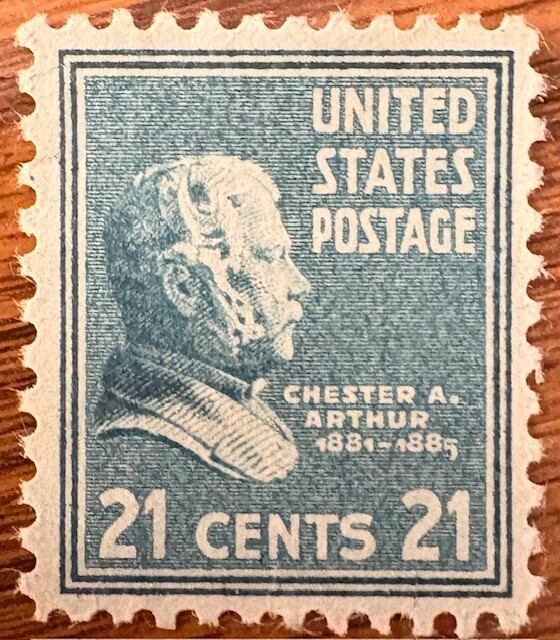 UNITED
STATES
POSTAGE
CHESTER A.
ARTHUR
1881-1885
21 CENTS 21